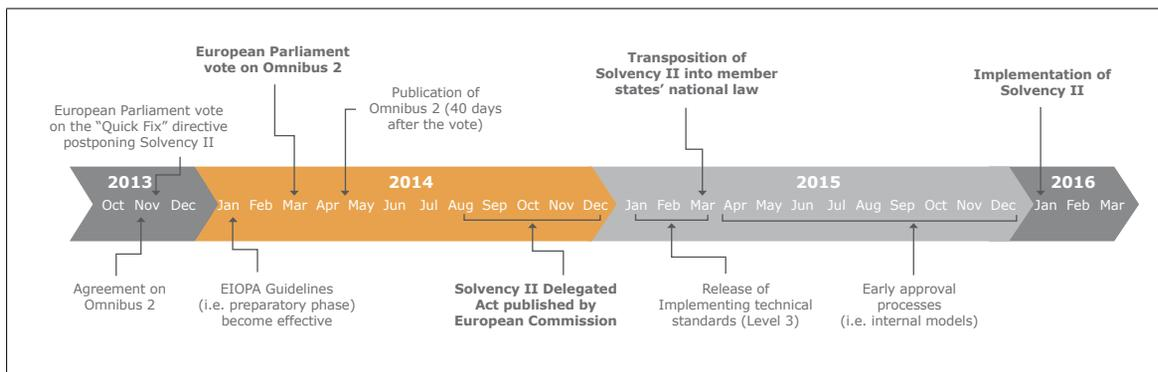 European Parliament
vote on Omnibus 2
Transposition of
Solvency II into member
states’ national law
Implementation of
Solvency II
European Parliament vote
on the “Quick Fix” directive
postponing Solvency II
Publication of
Omnibus 2 (40 days
after the vote)
2013 2014 2015 2016
Oct Nov Dec Jan Feb Mar Apr May Jun Jul Aug Sep Oct Nov Dec Jan Feb Mar Apr May Jun Jul Aug Sep Oct Nov Dec Jan Feb Mar
Agreement on
Omnibus 2
EIOPA Guidelines
(i.e. preparatory phase)
become effective
Solvency II Delegated
Act published by
European Commission
Release of
Implementing technical
standards (Level 3)
Early approval
processes
(i.e. internal models)